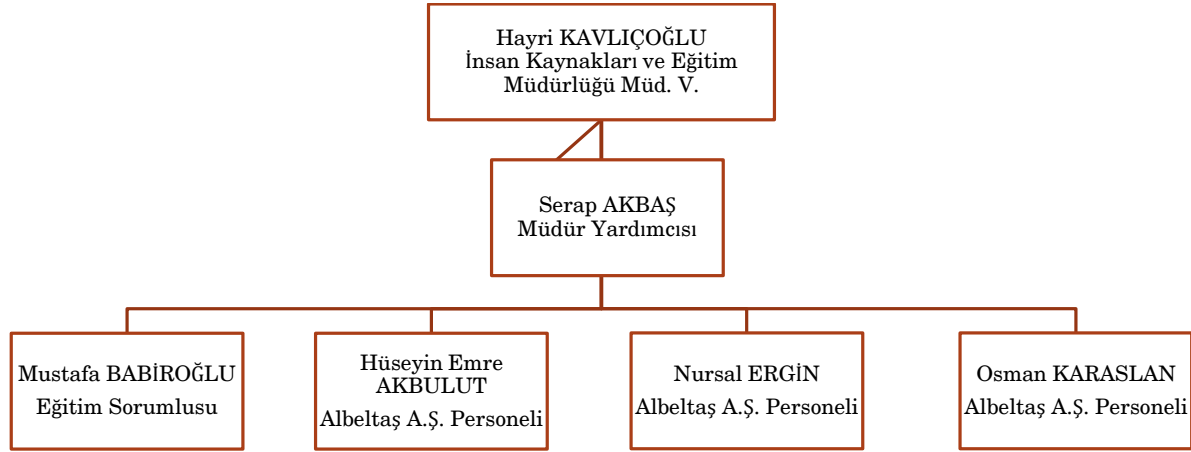 Hayri KAVLIÇOĞLU
İnsan Kaynakları ve Eğitim
Müdürlüğü Müd. V.
Serap AKBAŞ
Müdür Yardımcısı
Mustafa BABİROĞLU
Eğitim Sorumlusu
Hüseyin Emre
AKBULUT
Albeltaş A.Ş. Personeli
Nursal ERGİN
Albeltaş A.Ş. Personeli
Osman KARASLAN
Albeltaş A.Ş. Personeli